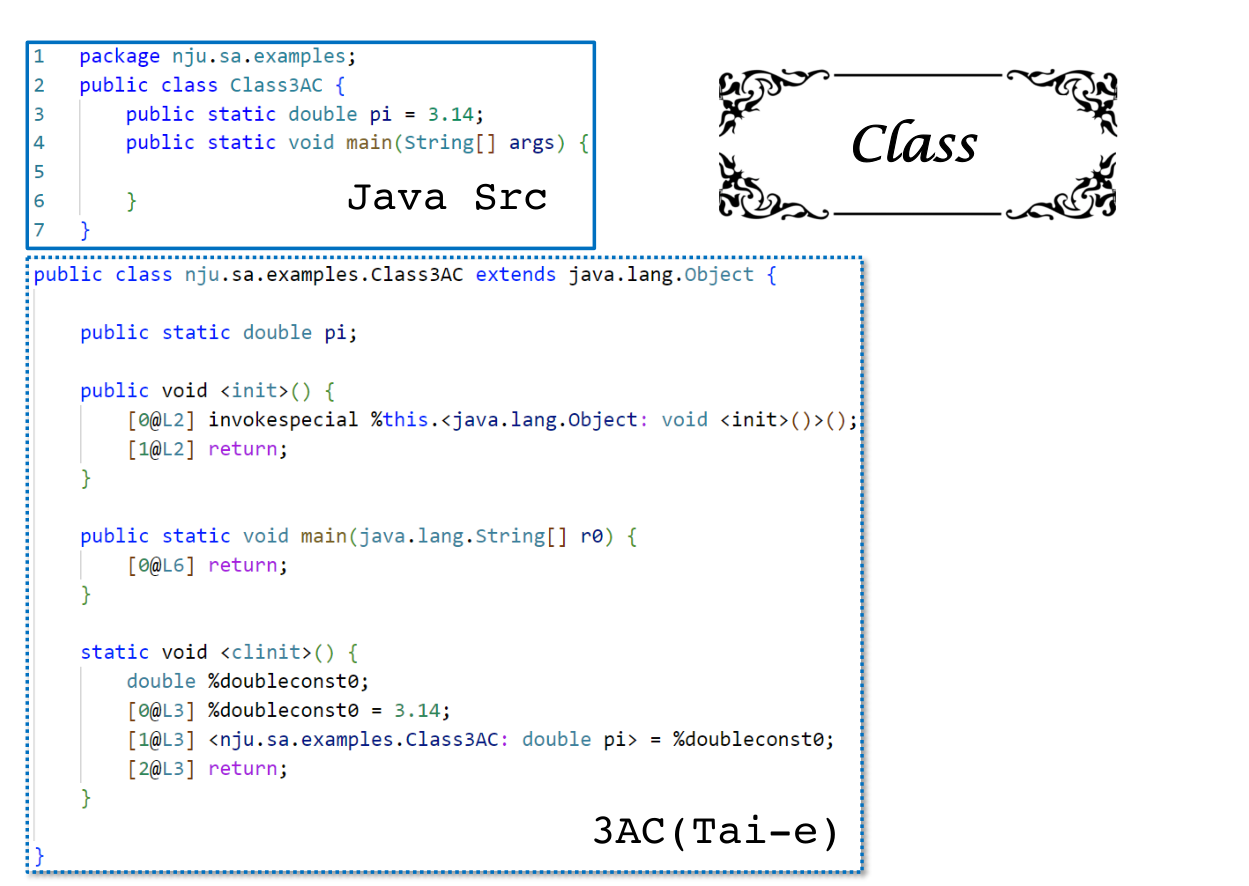 1 package nju.sa.examples;
2 public class Class3AC {
3 public static double pi = 3.14;
4 public static void main(String[] args) {
5
6 }
7 }
Java Src
Class
public class nju.sa.examples.Class3AC extends java.lang.Object {
public static double pi;
public void <init>() {
[0@L2] invokespecial %this.<java.lang.Object: void <init>()>();
[1@L2] return;
}
public static void main(java.lang.String[] r0) {
[0@L6] return;
}
static void <clinit>() {
double %doubleconst0;
[0@L3] %doubleconst0 = 3.14;
[1@L3] <nju.sa.examples.Class3AC: double pi> = %doubleconst0;
[2@L3] return;
}
3AC(Tai-e)
}